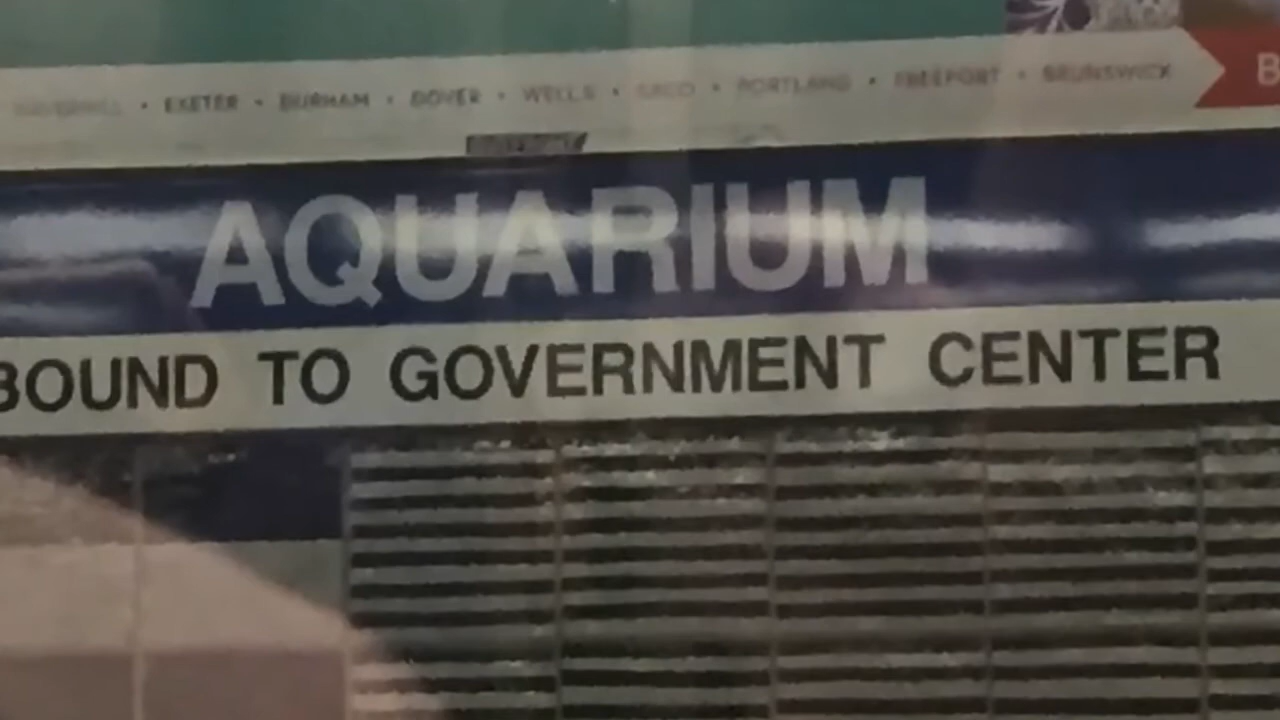 HAVERHILL • EXETER • DURHAM • DOVER • WELLS • SACO • PORTLAND • FREEPORT • BRUNSWICK
B
AQUARIUM
BOUND TO GOVERNMENT CENTER